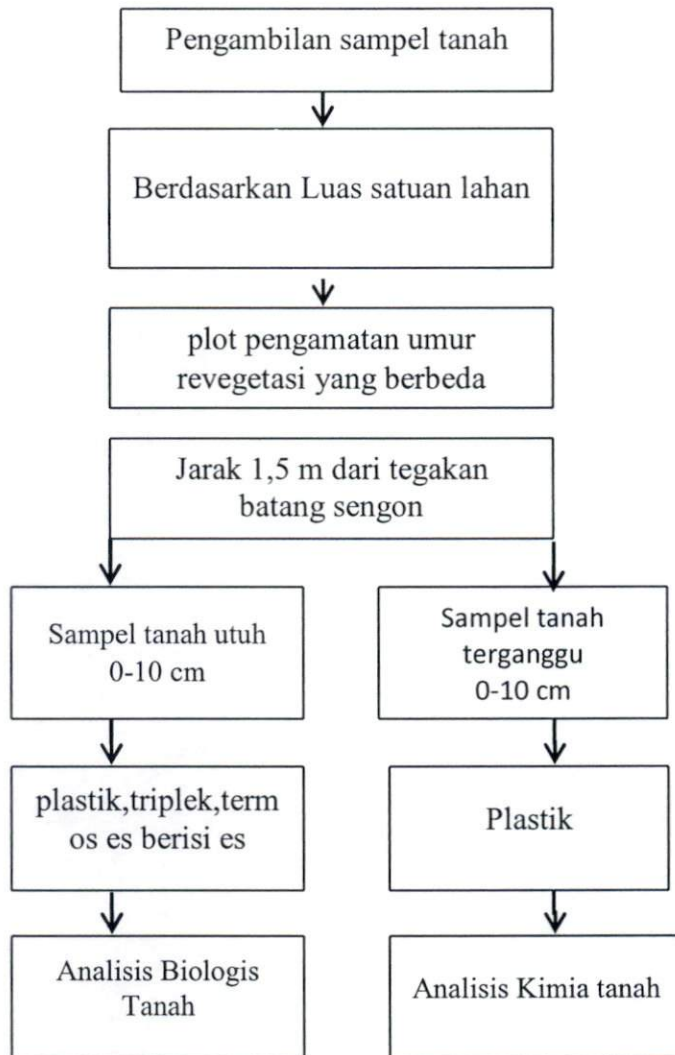 Pengambilan sampel tanah
Berdasarkan Luas satuan lahan
plot pengamatan umur
revegetasi yang berbeda
Jarak 1,5 m dari tegakan
batang sengon
Sampel tanah utuh
0-10 cm
Sampel tanah
terganggu
0-10 cm
plastik,triplek,term
os es berisi es
Plastik
Analisis Biologis
Tanah
Analisis Kimia tanah